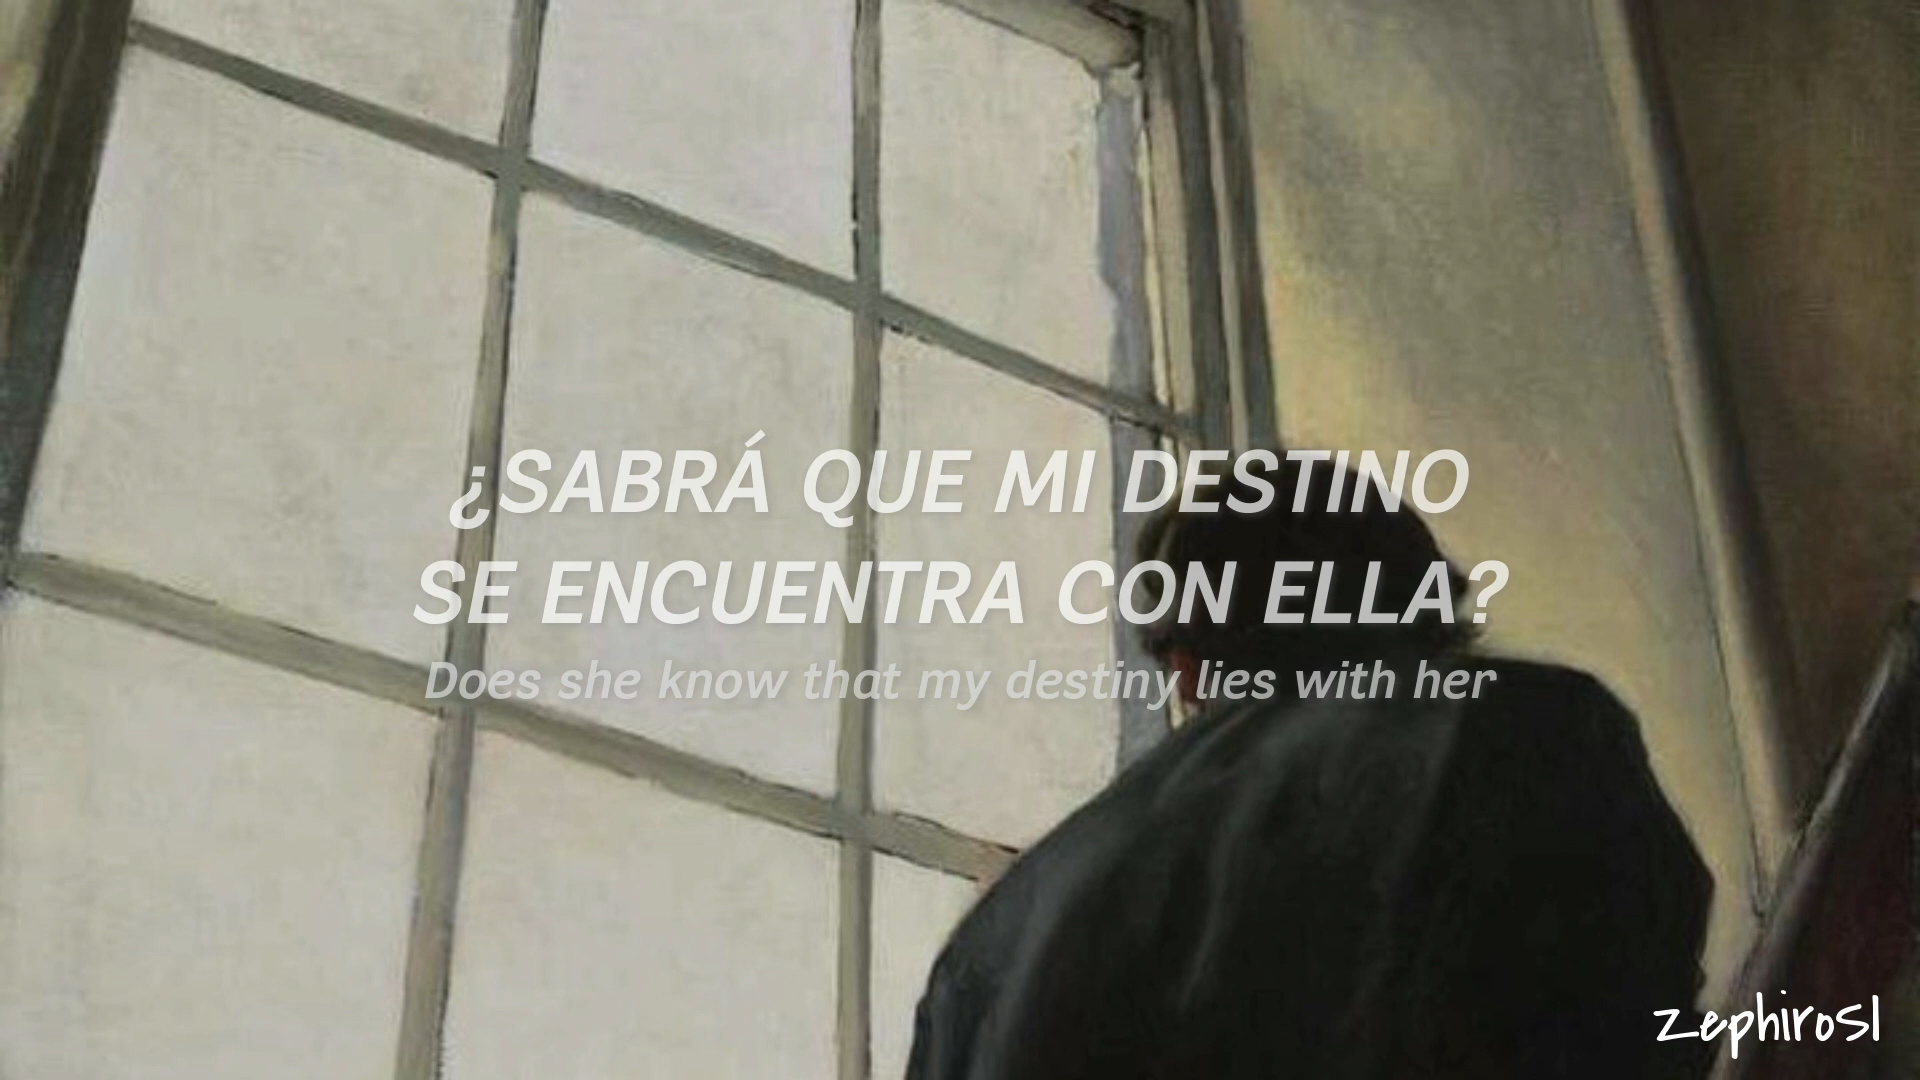 ¿SABRÁ QUE MI DESTINO
SE ENCUENTRA CON ELLA?
Does she know that my destiny lies with her
ZephiroSl